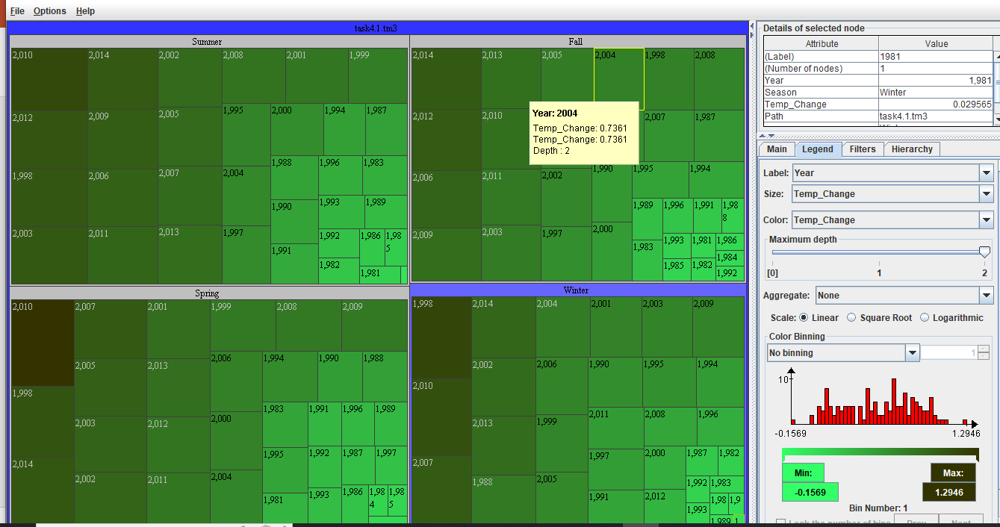 File Options Help
task4.1.tm3
Summer
2,010 2,014 2,002 2,008 2,001 1,999
2,012 2,009 2,005 1,995 2,000 1,994 1,987
1,998 2,006 2,007 2,004 1,988 1,996 1,983
1,990 1,993 1,989
2,003 2,011 2,013 1,997 1,991 1,992 1,986 1,98
5
1,982 1,981
Fall
2,014 2,013 2,005 2,004 1,998 2,008
2,012 2,010 2,007 1,987
2,006 2,011 2,002 1,990 1,995 1,994
1,989 1,996 1,991 1,98
8
2,009 2,003 1,997 2,000 1,983 1,993 1,981 1,986
1,984
1,985 1,982 1,992
Year: 2004
Temp_Change: 0.7361
Temp_Change: 0.7361
Depth : 2
Spring
2,010 2,007 2,001 1,999 2,008 2,009
2,005 2,013 2,006 1,994 1,990 1,988
1,998 2,003 2,012 2,000 1,983 1,991 1,996 1,989
2,014 2,002 2,011 2,004 1,995 1,992 1,987 1,997
1,981 1,993 1,986 1,98
4
1,98
5
Winter
1,998 2,014 2,004 2,001 2,003 2,009
2,010 2,002 2,006 1,990 1,995 1,994
2,013 1,999 2,011 2,008 1,996
2,007 1,988 2,005 1,997 2,000 1,987 1,982
1,991 2,012 1,992 1,983
1,993 1,98 1,9
1,989 1
Details of selected node
Attribute Value
(Label) 1981
(Number of nodes) 1
Year 1,981
Season Winter
Temp_Change 0.029565
Path task4.1.tm3
Main Legend Filters Hierarchy
Label: Year
Size: Temp_Change
Color: Temp_Change
Maximum depth
[0] 1 2
Aggregate: None
Scale: Linear Square Root Logarithmic
Color Binning
No binning 1
10
-0.1569 1.2946
Min: Max:
-0.1569 1.2946
Bin Number: 1